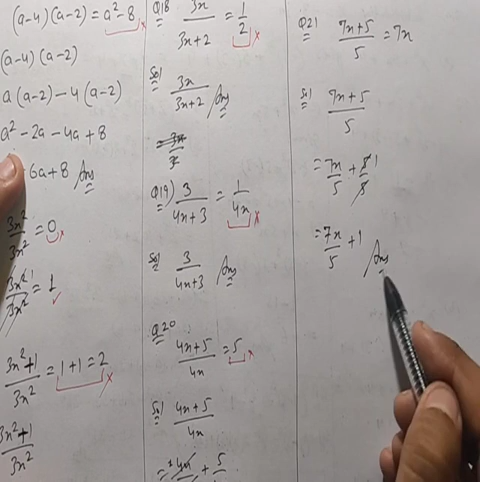 (a-4)(a-2) = a²-8 x
(a-4)(a-2)
a(a-2)-4(a-2)
a² - 2a - 4a + 8
6a + 8 Ans
3x²/3x² = 0 x
3x²/3x² = 1 ✓
3x²+1/3x² = 1+1 = 2 x
3x²+1/3x²
Q18 3x/3x+2 = 1/2 x
Sol 3x/3x+2 Ans
Q19) 3/4x+3 = 1/4x x
Sol 3/4x+3 Ans
Q20
4x+5/4x = 5 x
Sol 4x+5/4x
= 4x + 5
Q21 7x+5/5 = 7x
Sol 7x+5/5
= 7x/5 + 5/5 1
= 7x/5 + 1 Ans